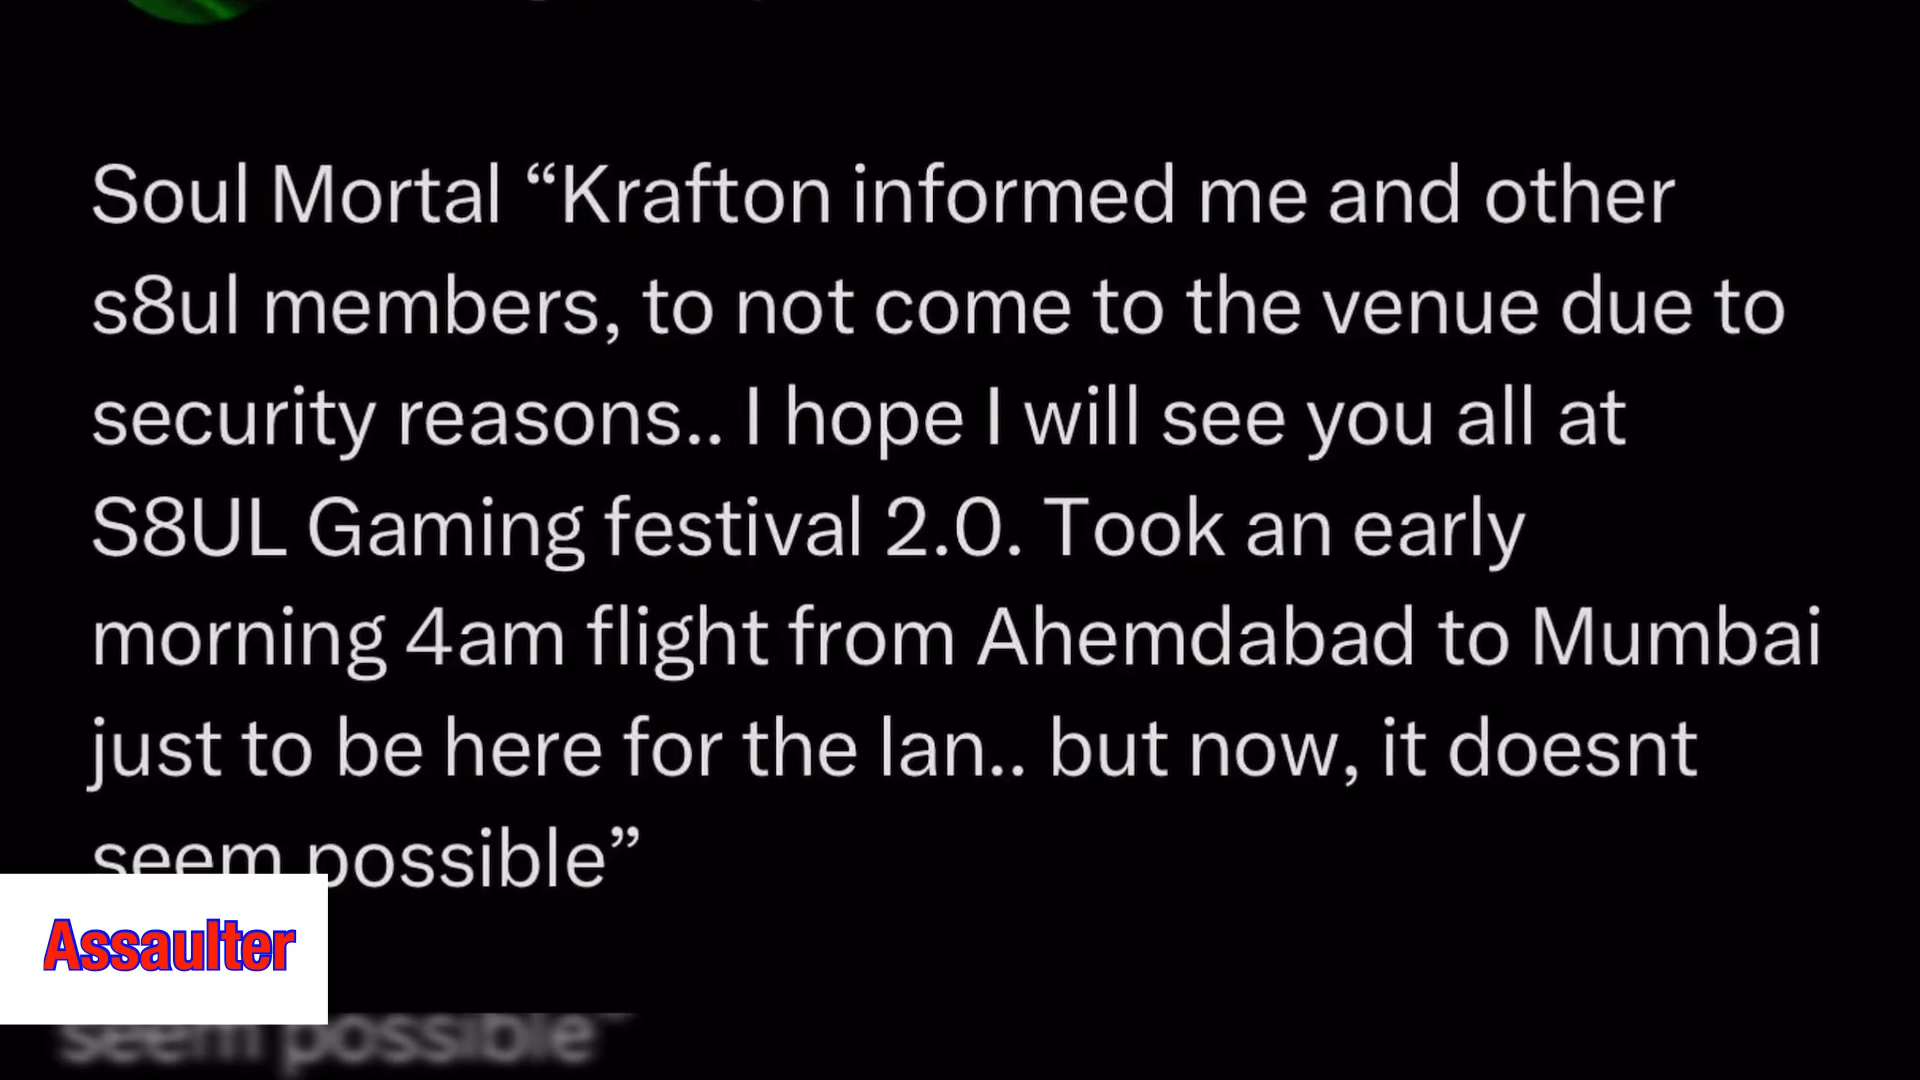 Soul Mortal “Krafton informed me and other
s8ul members, to not come to the venue due to
security reasons.. I hope I will see you all at
S8UL Gaming festival 2.0. Took an early
morning 4am flight from Ahemdabad to Mumbai
just to be here for the lan.. but now, it doesnt
seem possible”
Assaulter
seem possible”